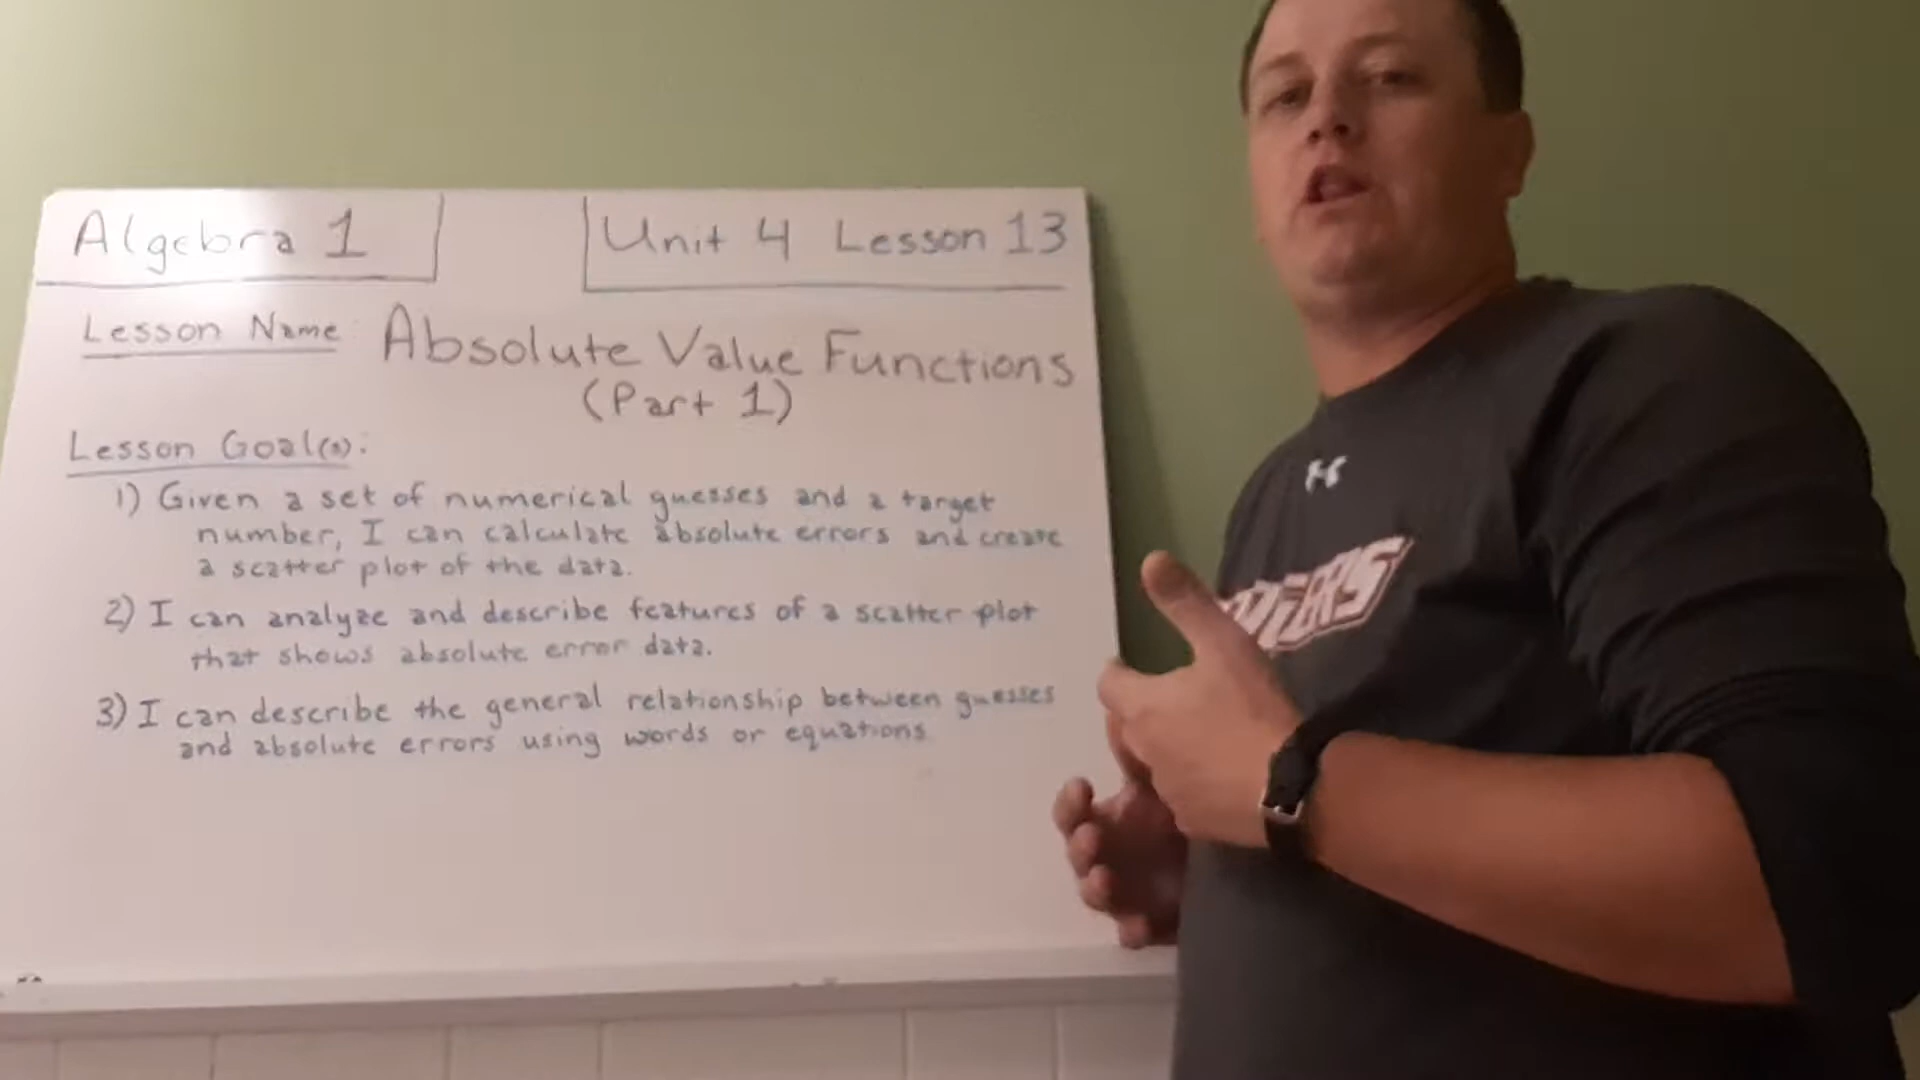 Algebra 1
Unit 4 Lesson 13
Lesson Name: Absolute Value Functions
(Part 1)
Lesson Goal(s):
1) Given a set of numerical guesses and a target
number, I can calculate absolute errors and create
a scatter plot of the data.
2) I can analyze and describe features of a scatter plot
that shows absolute error data.
3) I can describe the general relationship between guesses
and absolute errors using words or equations